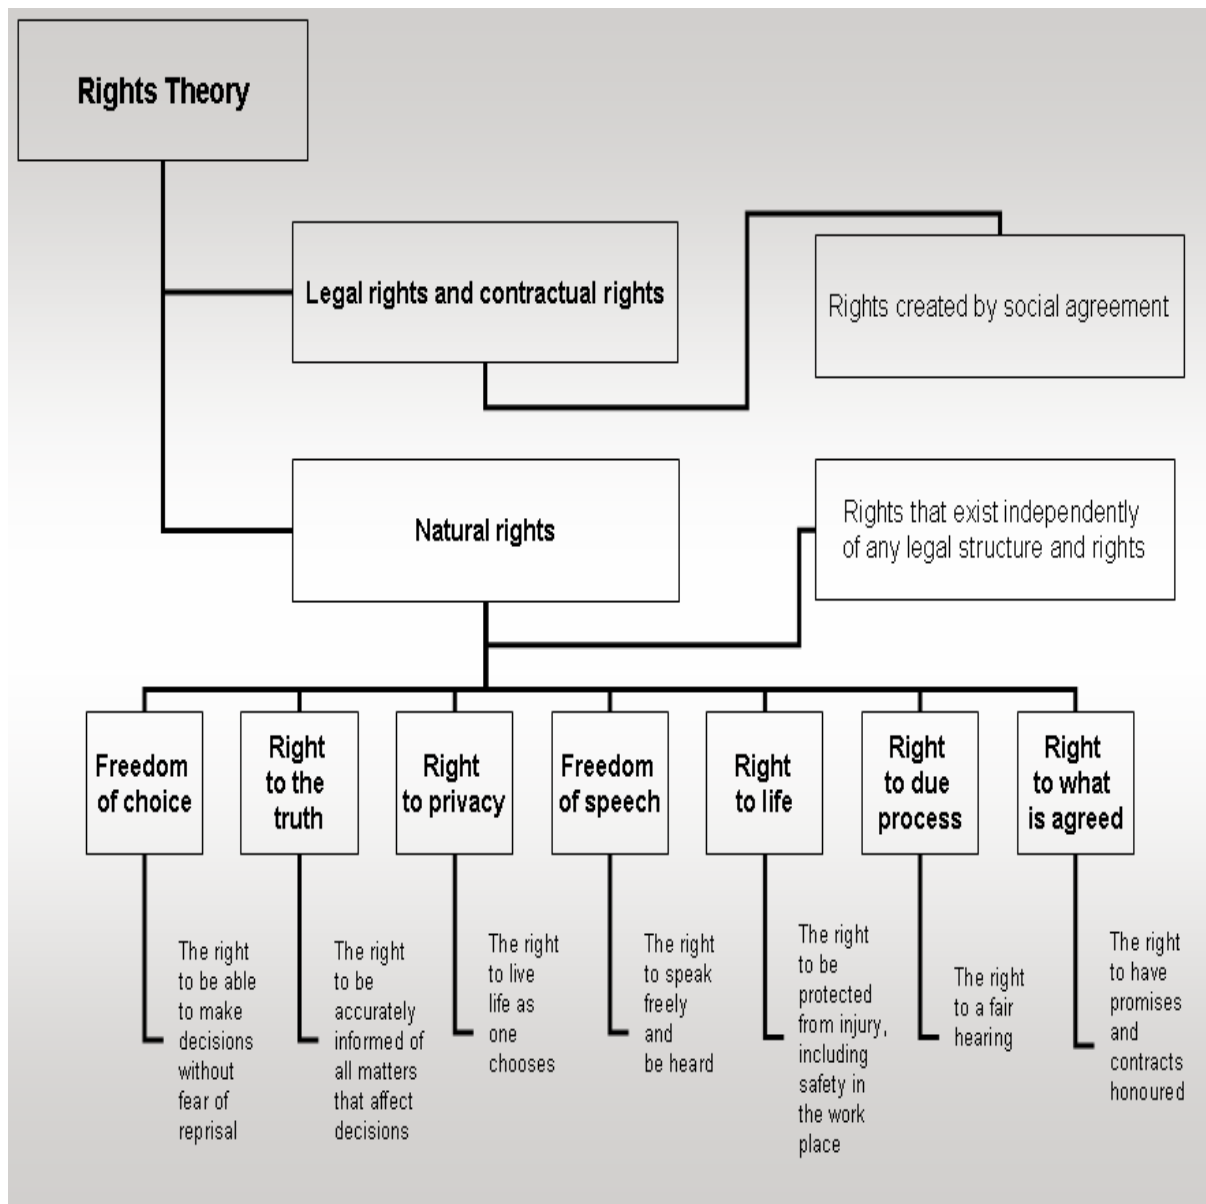 Rights Theory
Legal rights and contractual rights
Rights created by social agreement
Natural rights
Rights that exist independently
of any legal structure and rights
Freedom
of choice
Right
to the
truth
Right
to privacy
Freedom
of speech
Right
to life
Right
to due
process
Right
to what
is agreed
The right
to be able
to make
decisions
without
fear of
reprisal
The right
to be
accurately
informed of
all matters
that affect
decisions
The right
to live
life as
one
chooses
The right
to speak
freely
and
be heard
The right
to be
protected
from injury,
including
safety in
the work
place
The right
to a fair
hearing
The right
to have
promises
and
contracts
honoured